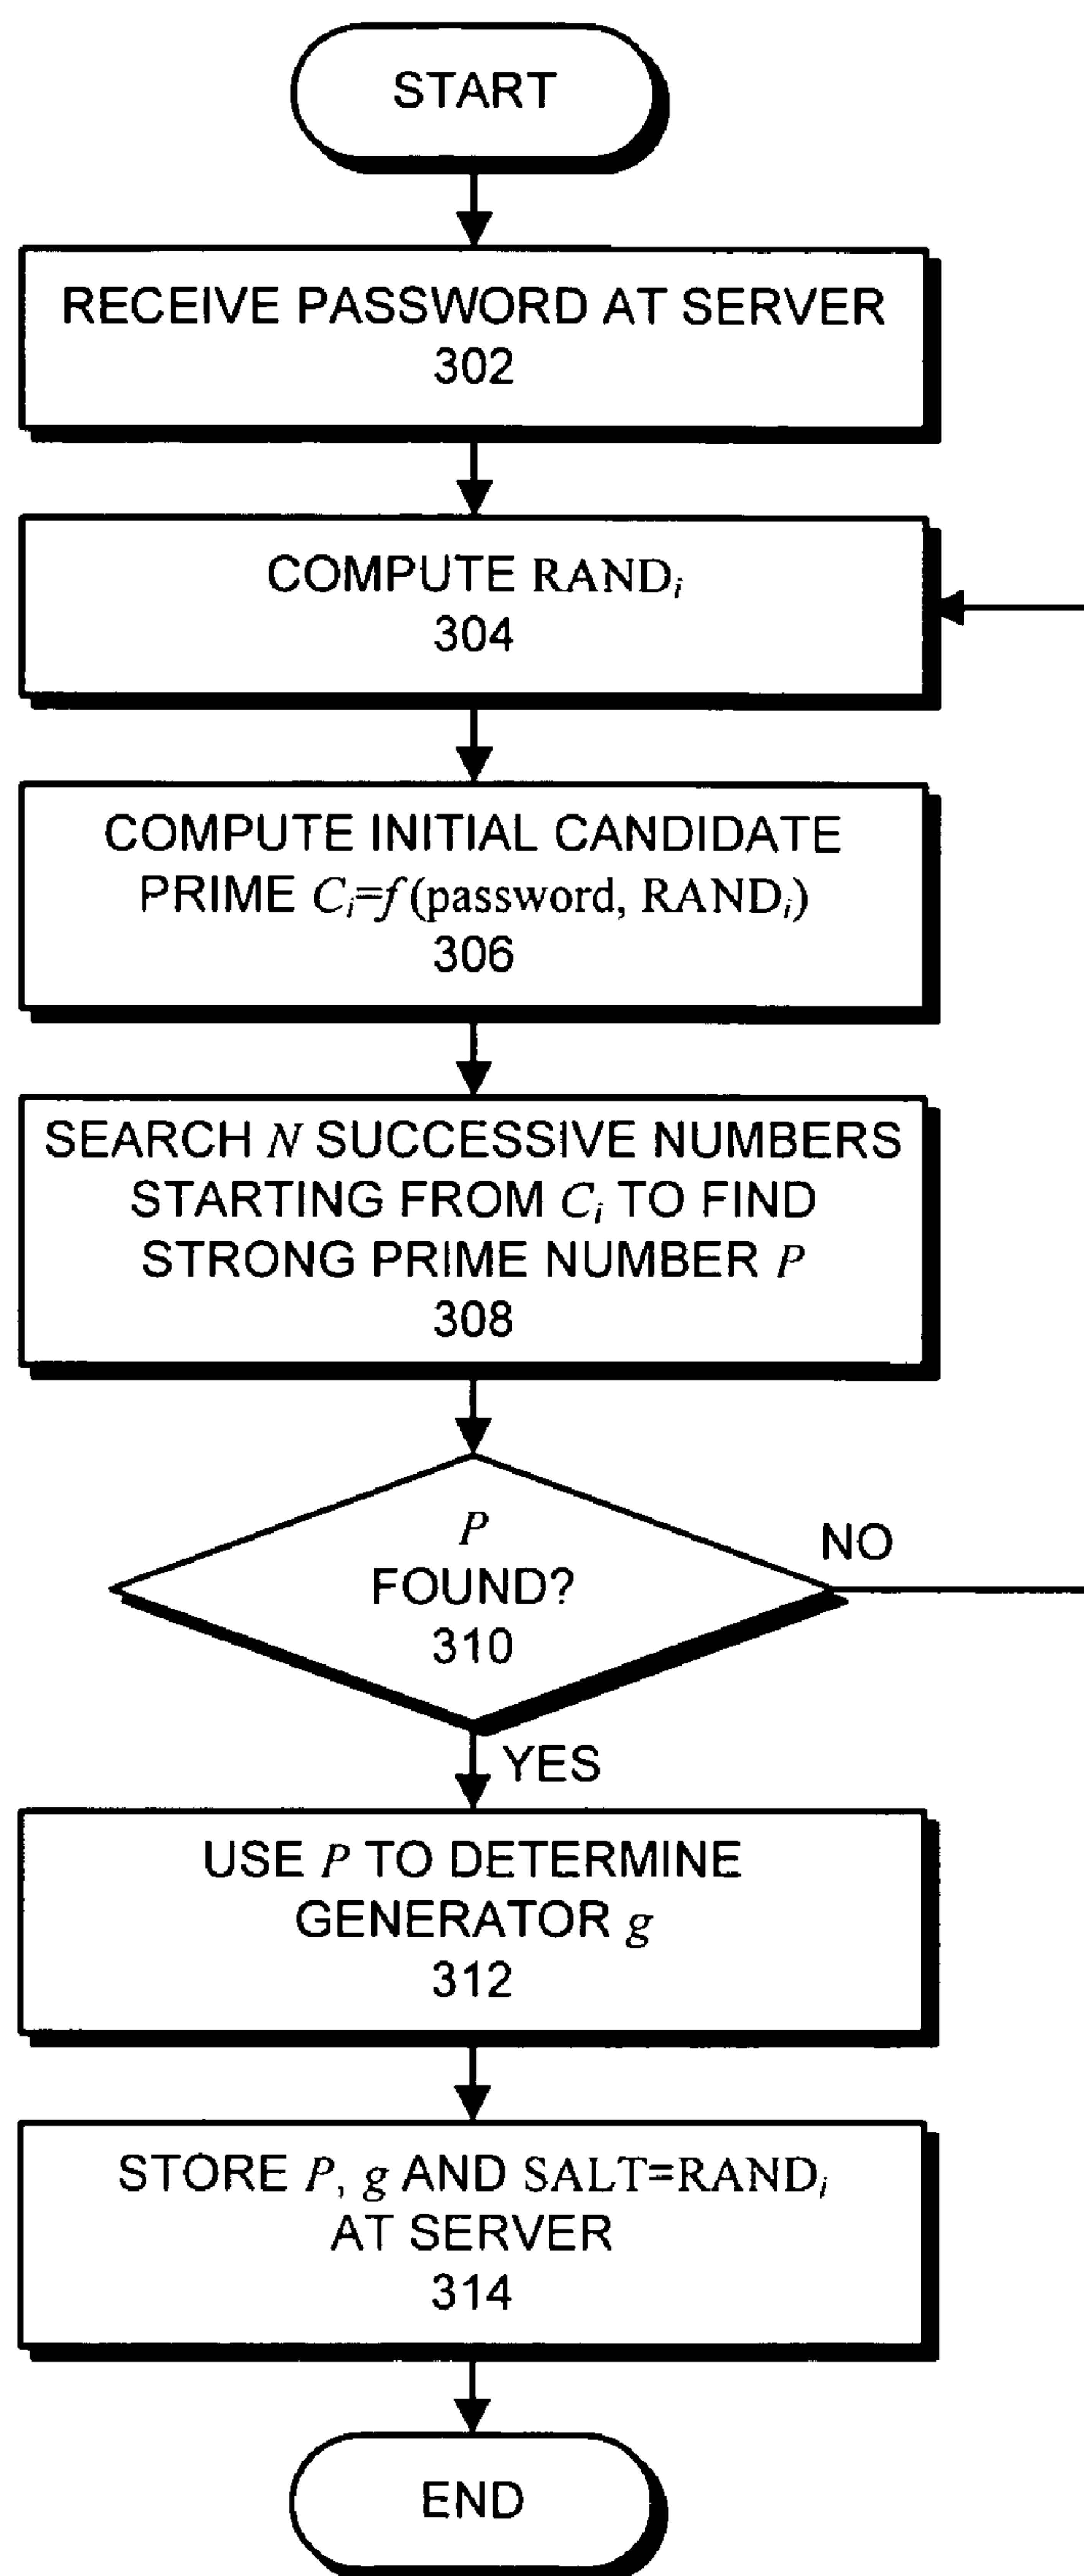 START
RECEIVE PASSWORD AT SERVER
302
COMPUTE RANDᵢ
304
COMPUTE INITIAL CANDIDATE
PRIME Cᵢ=f(password, RANDᵢ)
306
SEARCH N SUCCESSIVE NUMBERS
STARTING FROM Cᵢ TO FIND
STRONG PRIME NUMBER P
308
P
FOUND?
310
NO
YES
USE P TO DETERMINE
GENERATOR g
312
STORE P, g AND SALT=RANDᵢ
AT SERVER
314
END